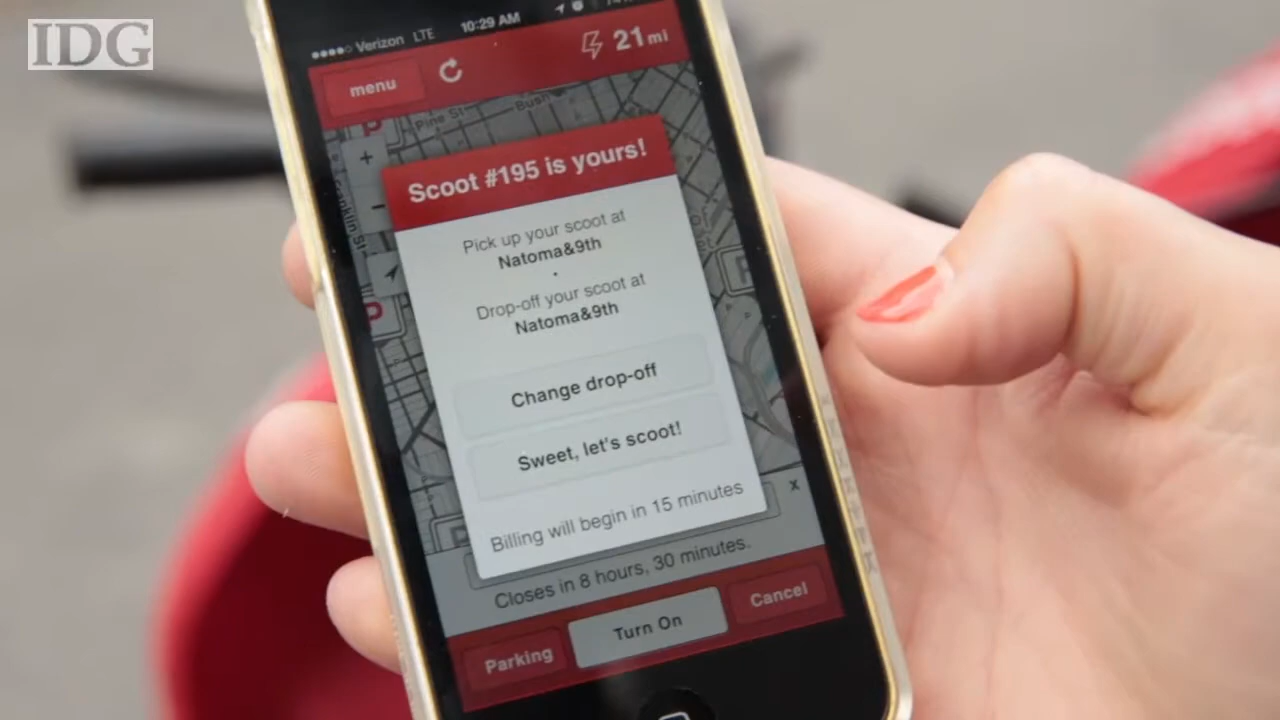 IDG
Verizon LTE 10:29 AM
menu 21 mi
Pine St Bush
Franklin St
Scoot #195 is yours!
Pick up your scoot at
Natoma&9th
Drop-off your scoot at
Natoma&9th
Change drop-off
Sweet, let's scoot!
Billing will begin in 15 minutes
x
Closes in 8 hours, 30 minutes.
Parking Turn On Cancel